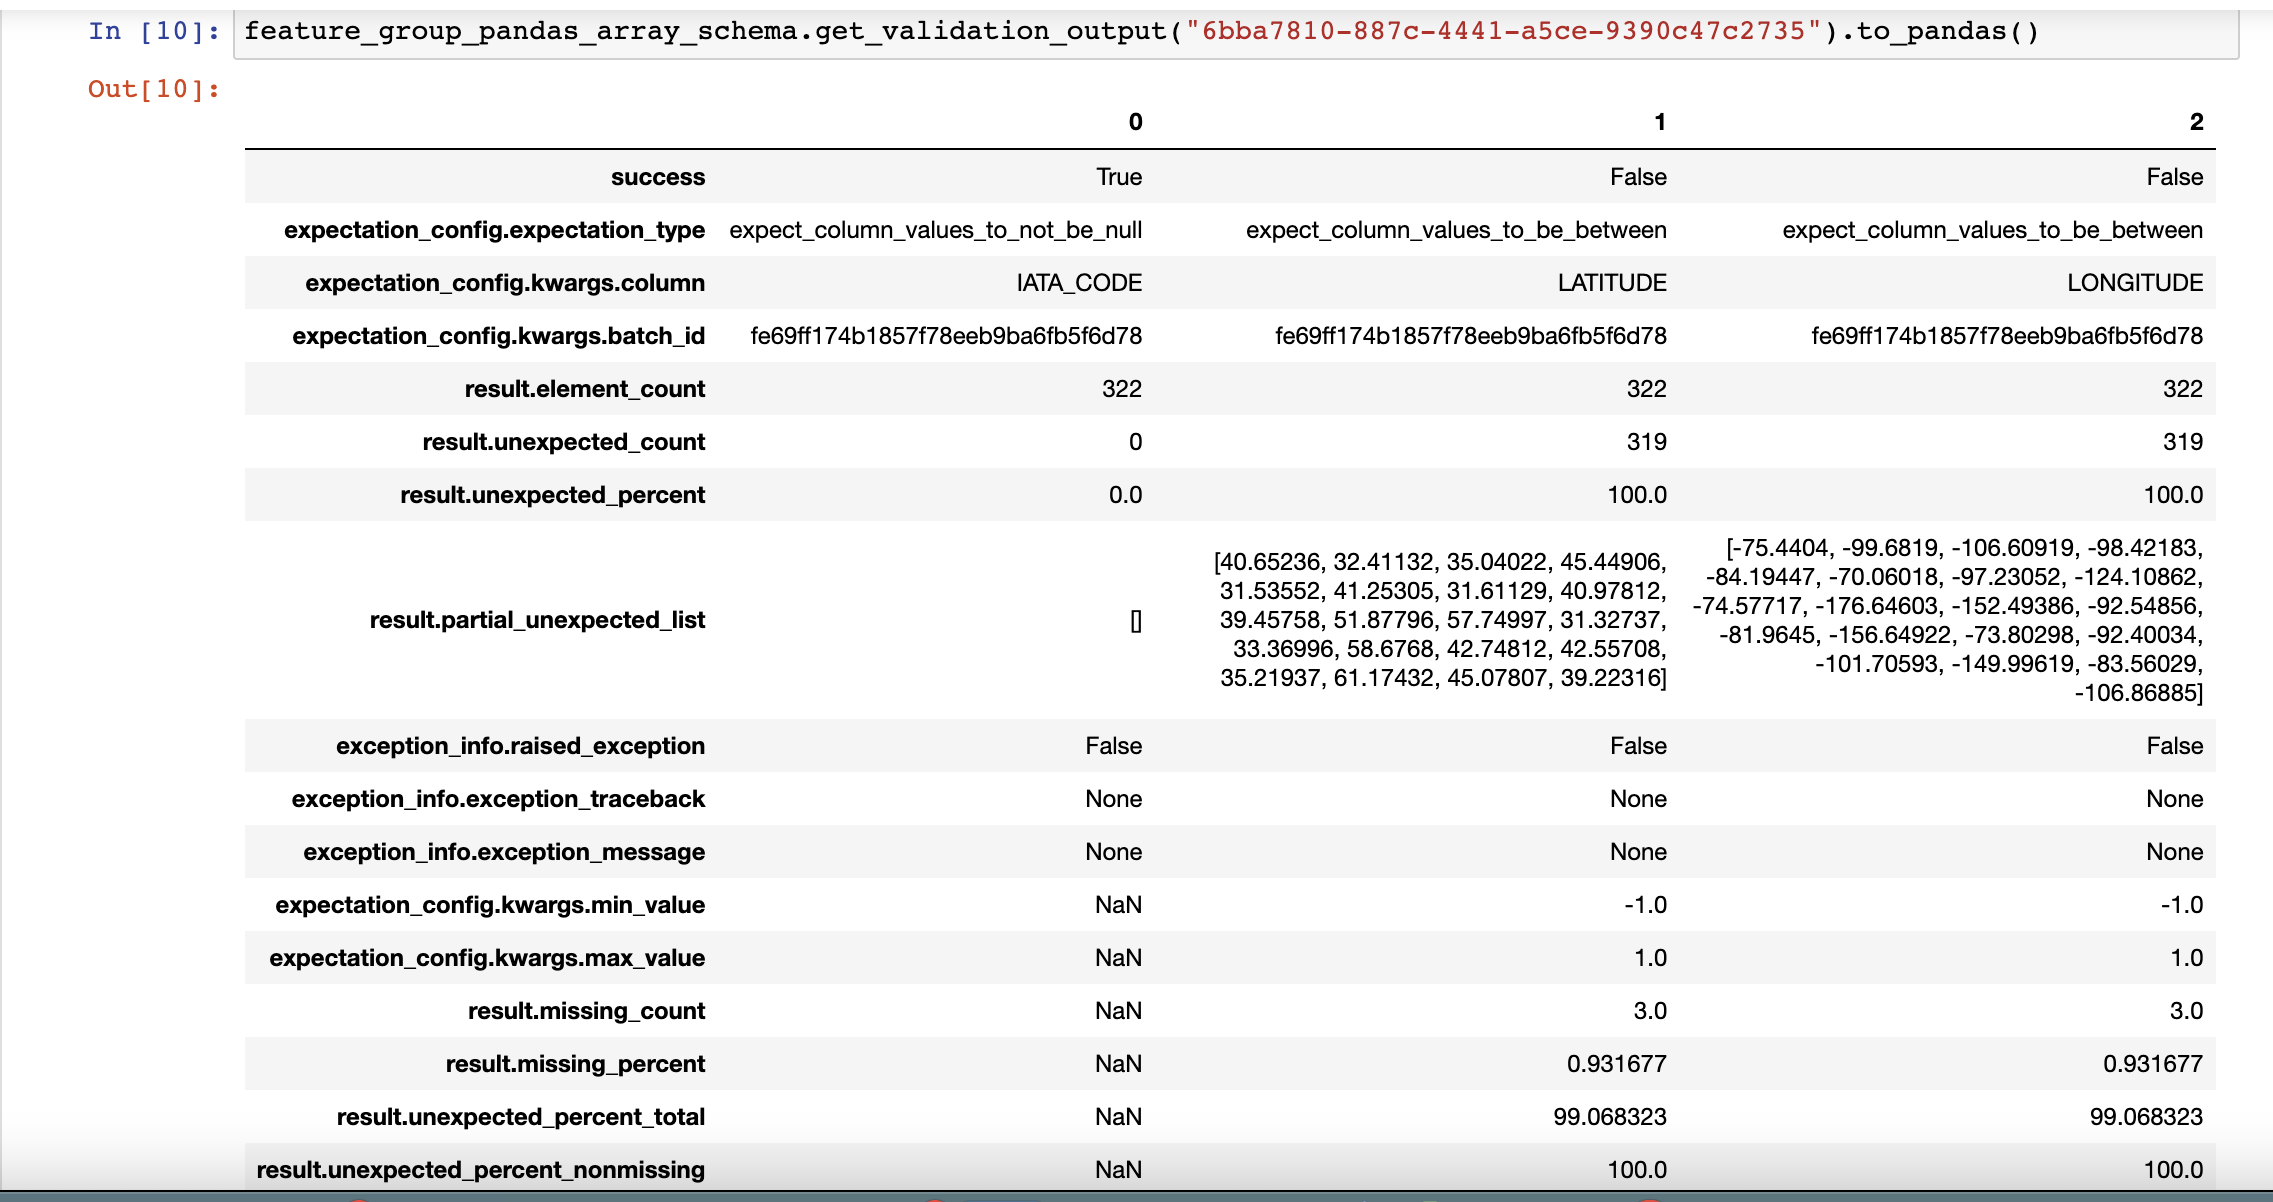 In [10]: feature_group_pandas_array_schema.get_validation_output("6bba7810-887c-4441-a5ce-9390c47c2735").to_pandas()
Out[10]:
0 1 2
success True False False
expectation_config.expectation_type expect_column_values_to_not_be_null expect_column_values_to_be_between expect_column_values_to_be_between
expectation_config.kwargs.column IATA_CODE LATITUDE LONGITUDE
expectation_config.kwargs.batch_id fe69ff174b1857f78eeb9ba6fb5f6d78 fe69ff174b1857f78eeb9ba6fb5f6d78 fe69ff174b1857f78eeb9ba6fb5f6d78
result.element_count 322 322 322
result.unexpected_count 0 319 319
result.unexpected_percent 0.0 100.0 100.0
result.partial_unexpected_list []
[40.65236, 32.41132, 35.04022, 45.44906,
31.53552, 41.25305, 31.61129, 40.97812,
39.45758, 51.87796, 57.74997, 31.32737,
33.36996, 58.6768, 42.74812, 42.55708,
35.21937, 61.17432, 45.07807, 39.22316]
[-75.4404, -99.6819, -106.60919, -98.42183,
-84.19447, -70.06018, -97.23052, -124.10862,
-74.57717, -176.64603, -152.49386, -92.54856,
-81.9645, -156.64922, -73.80298, -92.40034,
-101.70593, -149.99619, -83.56029,
-106.86885]
exception_info.raised_exception False False False
exception_info.exception_traceback None None None
exception_info.exception_message None None None
expectation_config.kwargs.min_value NaN -1.0 -1.0
expectation_config.kwargs.max_value NaN 1.0 1.0
result.missing_count NaN 3.0 3.0
result.missing_percent NaN 0.931677 0.931677
result.unexpected_percent_total NaN 99.068323 99.068323
result.unexpected_percent_nonmissing NaN 100.0 100.0